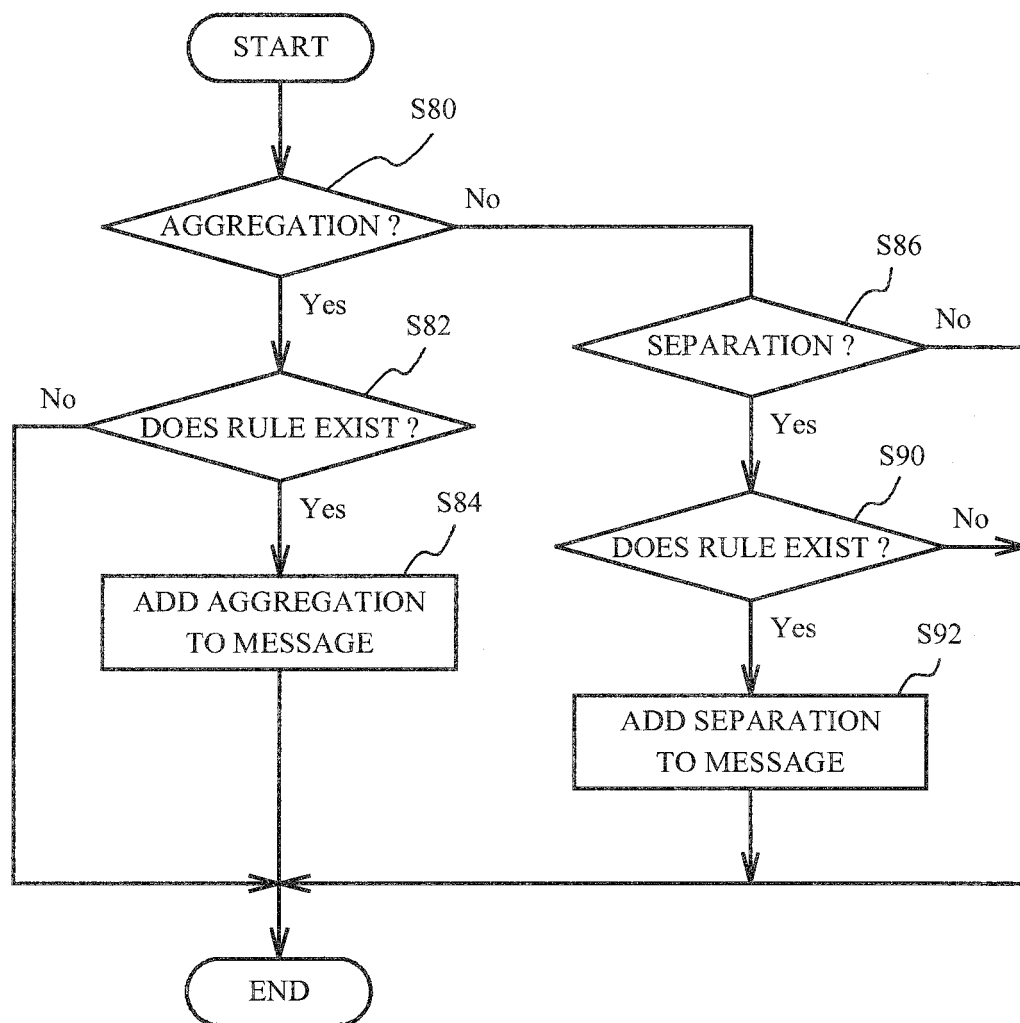 START
S80
AGGREGATION ?
No
Yes
S86
SEPARATION ?
No
S82
DOES RULE EXIST ?
No
Yes
Yes
S90
DOES RULE EXIST ?
No
S84
ADD AGGREGATION
TO MESSAGE
Yes
S92
ADD SEPARATION
TO MESSAGE
END